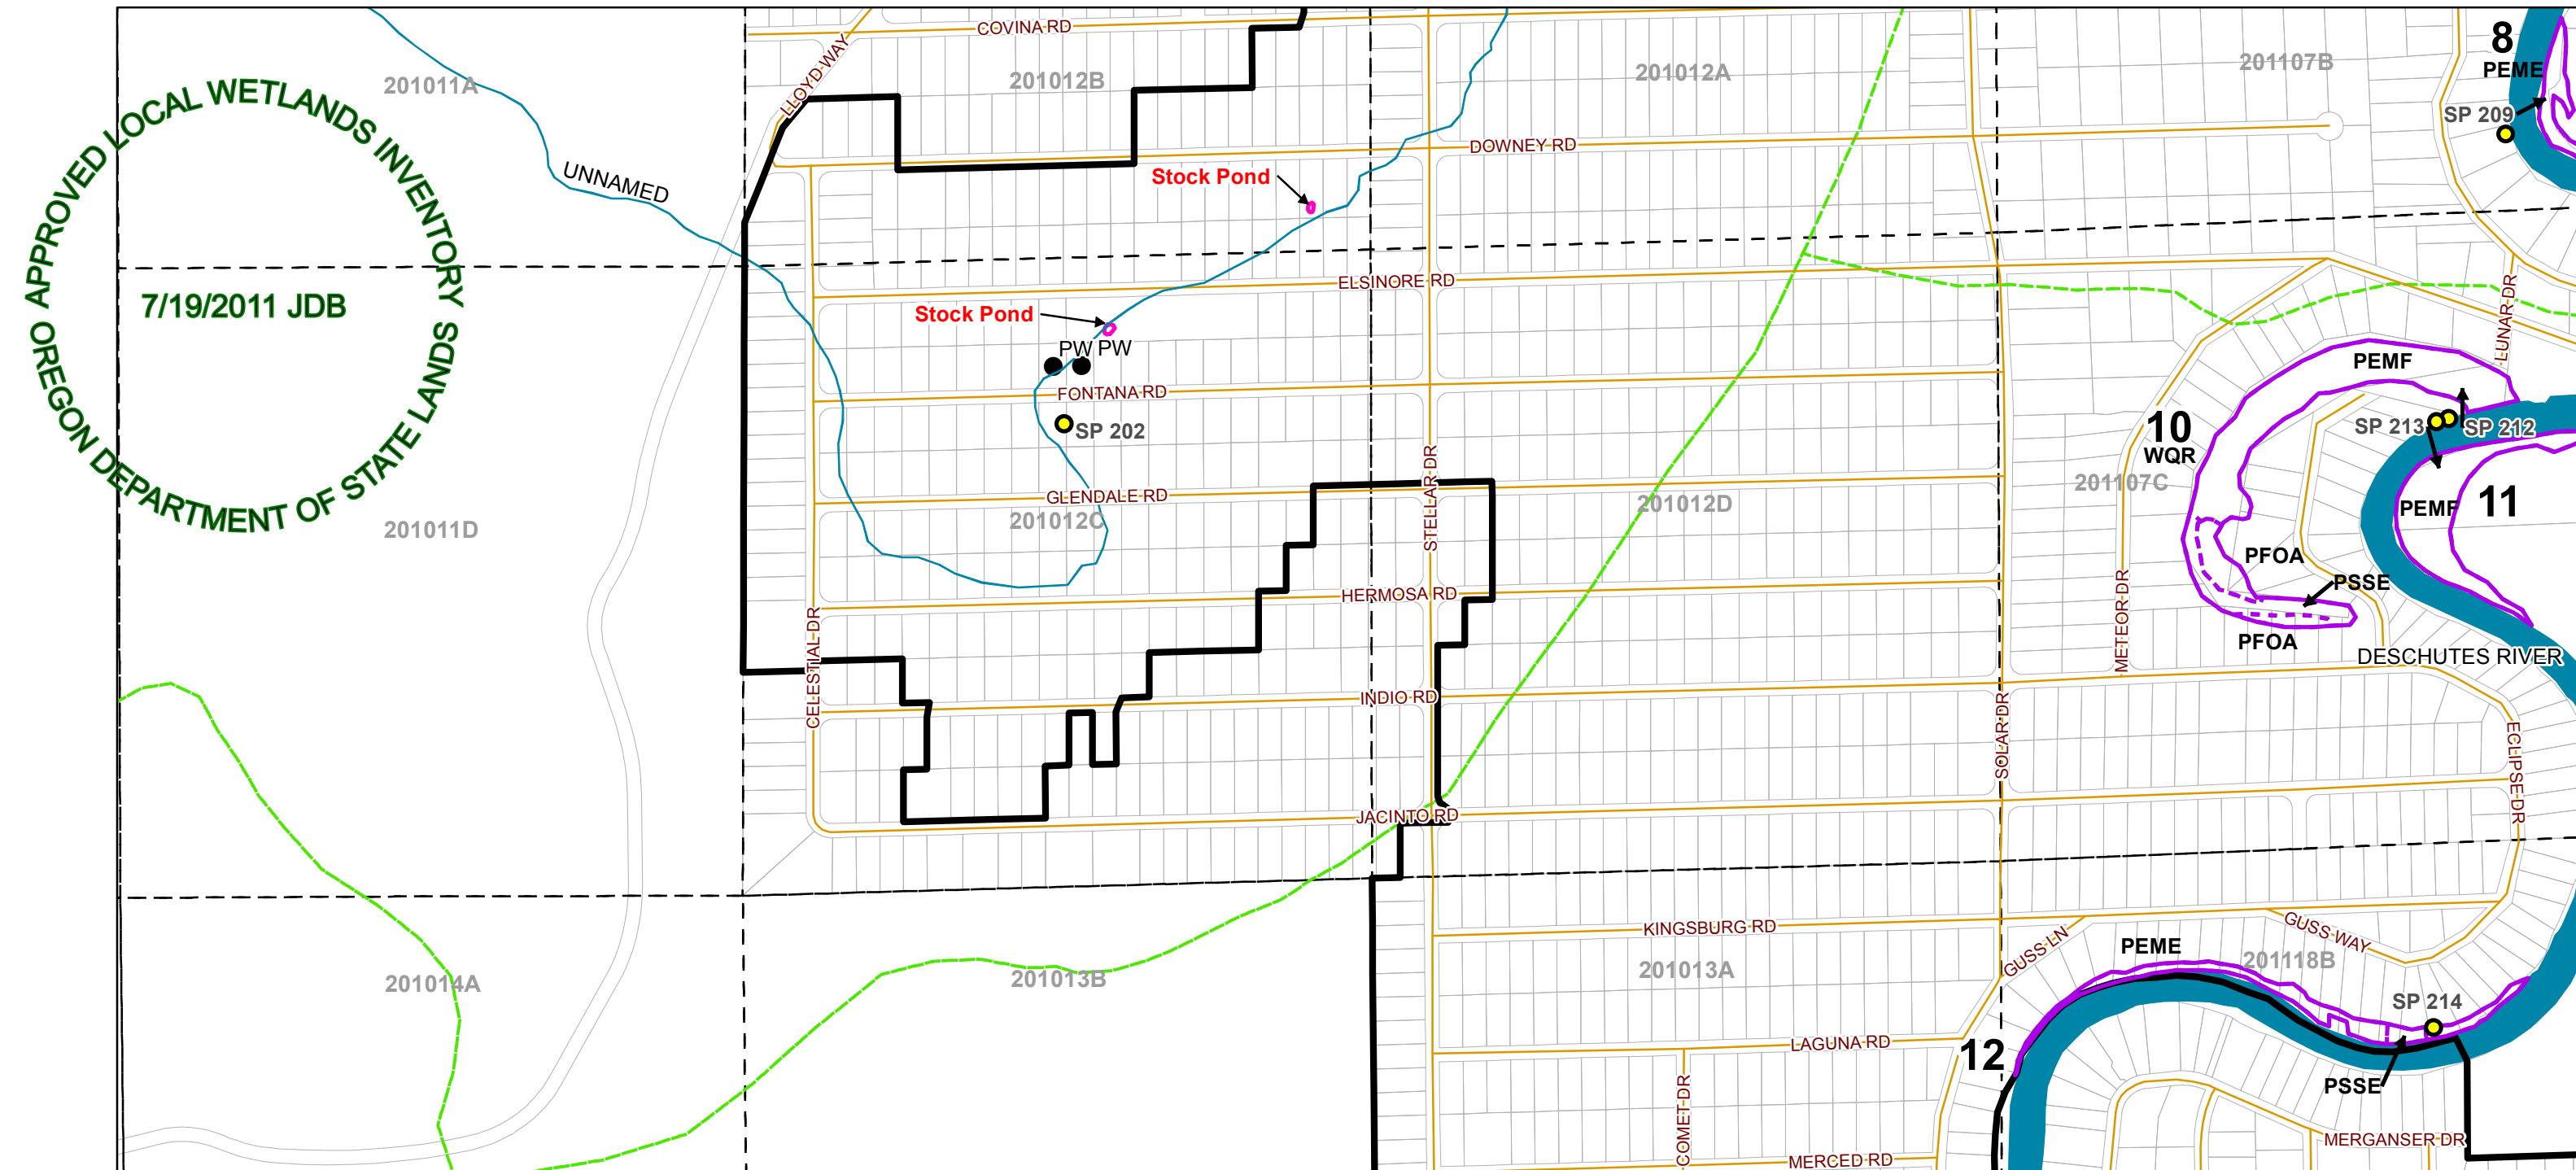 APPROVED LOCAL WETLANDS INVENTORY
OREGON DEPARTMENT OF STATE LANDS
7/19/2011 JDB
201011A
UNNAMED
LLOYD WAY
COVINA RD
201012B
201012A
201107B
8
PEME
SP 209
DOWNEY RD
Stock Pond
ELSINORE RD
Stock Pond
PW PW
FONTANA RD
SP 202
GLENDALE RD
201012C
STELLAR DR
201012D
201011D
HERMOSA RD
CELESTIAL DR
INDIO RD
JACINTO RD
LUNAR DR
PEMF
10
WQR
SP 213
SP 212
201107C
PEMF
11
PFOA
PSSE
PFOA
METEOR DR
DESCHUTES RIVER
SOLAR DR
ECLIPSE DR
KINGSBURG RD
GUSS LN
GUSS WAY
PEME
201118B
201014A
201013B
201013A
SP 214
LAGUNA RD
12
PSSE
COMET DR
MERGANSER DR
MERCED RD